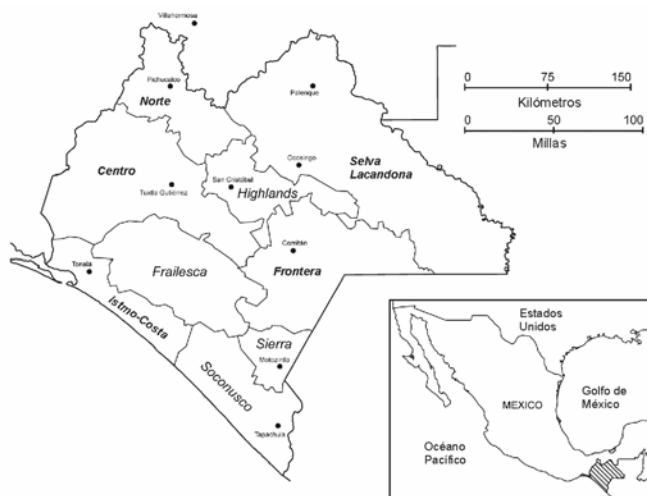 Villahermosa
Pichucalco
Norte
Palenque
0 75 150
Kilómetros
0 50 100
Millas
Centro
Ocosingo
Selva
Lacandona
San Cristóbal
Tuxtla Gutiérrez
Highlands
Comitán
Tonalá
Frailesca
Frontera
Istmo-Costa
Sierra
Motozintla
Soconusco
Tapachula
Estados
Unidos
MEXICO
Golfo de
México
Océano
Pacífico